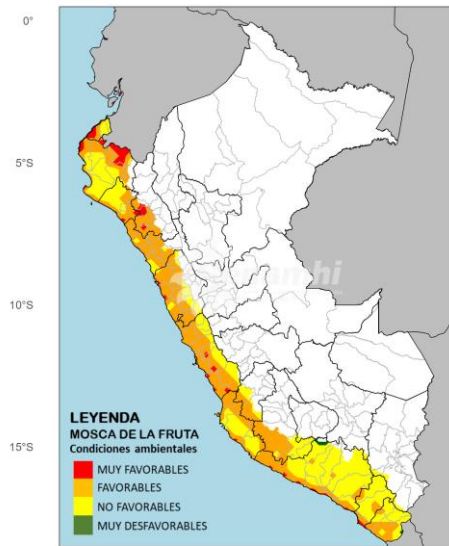 0°
5°S
10°S
15°S
LEYENDA
MOSCA DE LA FRUTA
Condiciones ambientales
MUY FAVORABLES
FAVORABLES
NO FAVORABLES
MUY DESFAVORABLES